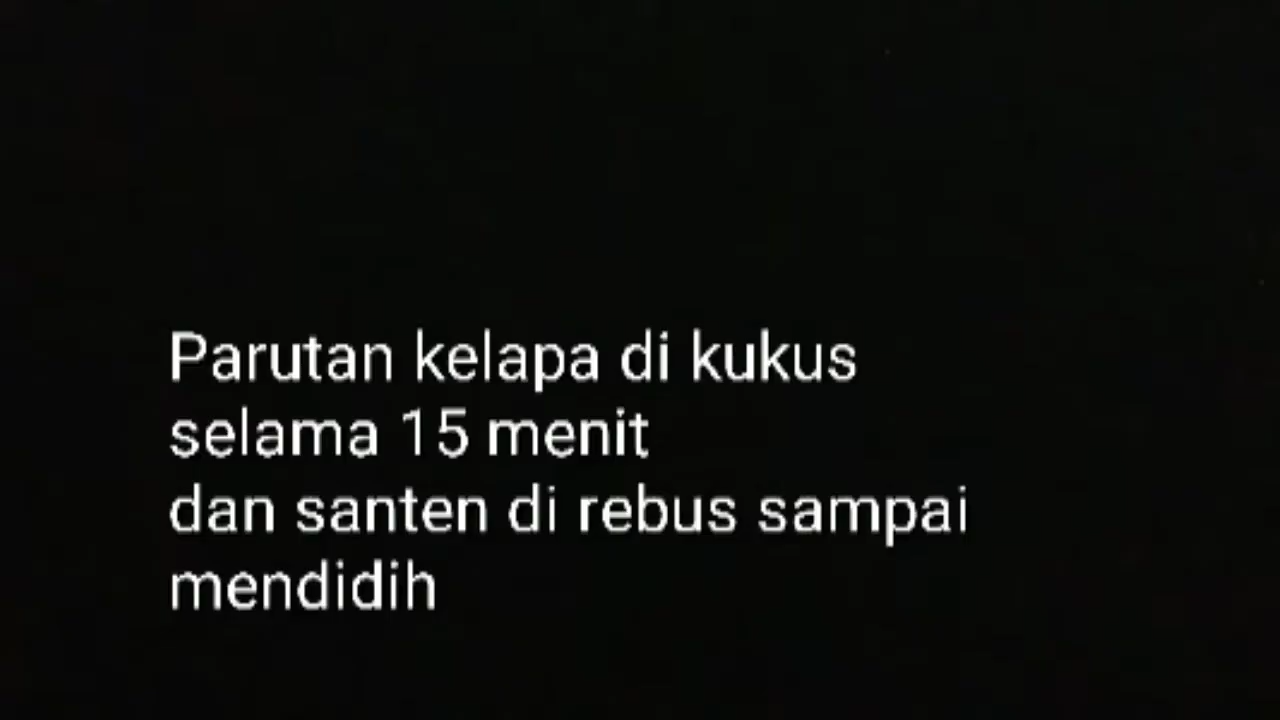 Parutan kelapa di kukus
selama 15 menit
dan santen di rebus sampai
mendidih